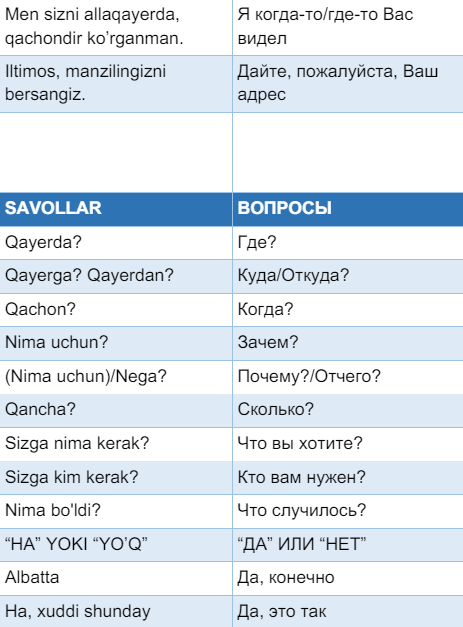 Men sizni allaqayerda,
qachondir ko’rganman.
Я когда-то/где-то Вас
видел
Iltimos, manzilingizni
bersangiz.
Дайте, пожалуйста, Ваш
адрес
SAVOLLAR
ВОПРОСЫ
Qayerda?
Где?
Qayerga? Qayerdan?
Куда/Откуда?
Qachon?
Когда?
Nima uchun?
Зачем?
(Nima uchun)/Nega?
Почему?/Отчего?
Qancha?
Сколько?
Sizga nima kerak?
Что вы хотите?
Sizga kim kerak?
Кто вам нужен?
Nima bo'ldi?
Что случилось?
“HA” YOKI “YO’Q”
“ДА” ИЛИ “НЕТ”
Albatta
Да, конечно
Ha, xuddi shunday
Да, это так